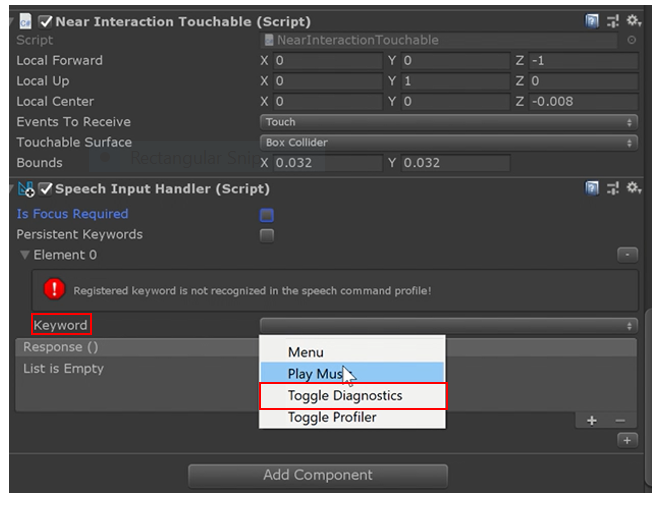 Near Interaction Touchable (Script)
Script NearInteractionTouchable
Local Forward X 0 Y 0 Z -1
Local Up X 0 Y 1 Z 0
Local Center X 0 Y 0 Z -0.008
Events To Receive Touch
Touchable Surface Box Collider
Rectangular Snip
Bounds X 0.032 Y 0.032
Speech Input Handler (Script)
Is Focus Required
Persistent Keywords
Element 0 -
Registered keyword is not recognized in the speech command profile!
Keyword
Response ()
List is Empty
Menu
Play Mus
Toggle Diagnostics
Toggle Profiler
+ −
+
Add Component